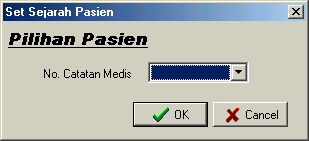 Set Sejarah Pasien
Pilihan Pasien
No. Catatan Medis
OK Cancel